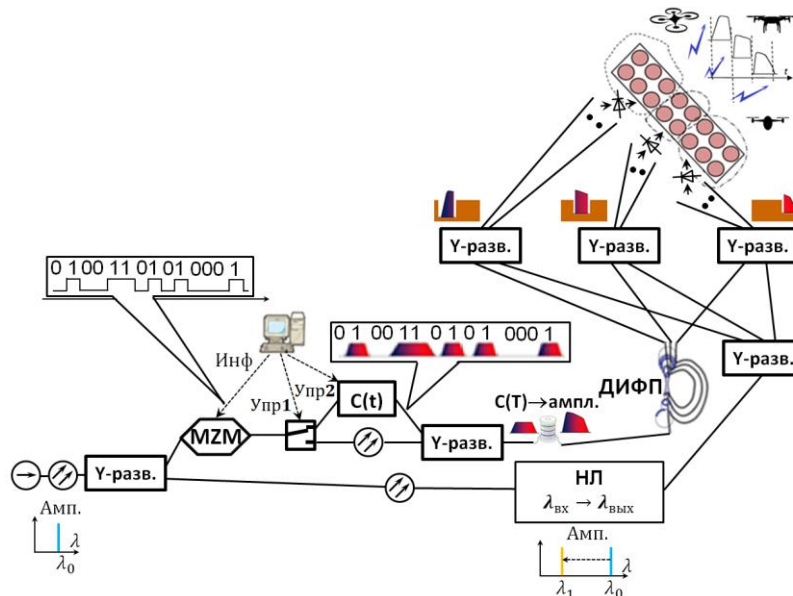 t
Y-разв.
Y-разв.
Y-разв.
0 1 00 11 01 01 000 1
0 1 00 11 0 1 0 1 000 1
Инф
Упр1
Упр2
C(t)
MZM
C(T)→ампл.
ДИФП
Y-разв.
Y-разв.
Y-разв.
НЛ
λвх → λвых
Амп.
λ
λ0
Амп.
λ
λ1
λ0